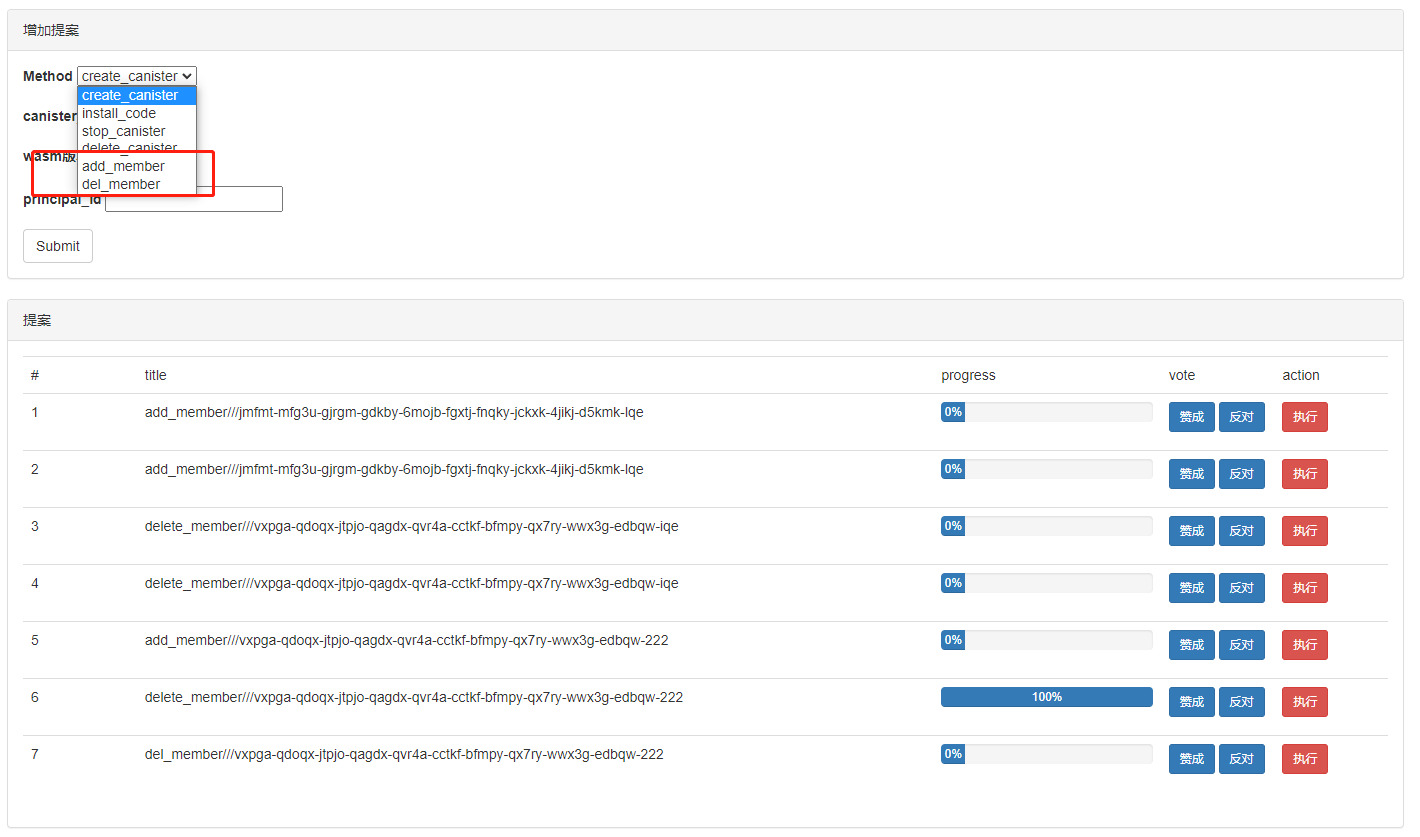 增加提案
Method create_canister
create_canister
install_code
canister
stop_canister
delete_canister
wasm版
add_member
del_member
principal_id
Submit
提案
# title progress vote action
1 add_member///jmfmt-mfg3u-gjrgm-gdkby-6mojb-fgxtj-fnqky-jckxk-4jikj-d5kmk-lqe 0% 赞成 反对 执行
2 add_member///jmfmt-mfg3u-gjrgm-gdkby-6mojb-fgxtj-fnqky-jckxk-4jikj-d5kmk-lqe 0% 赞成 反对 执行
3 delete_member///vxpga-qdoqx-jtpjo-qagdx-qvr4a-cctkf-bfmpy-qx7ry-wwx3g-edbqw-iqe 0% 赞成 反对 执行
4 delete_member///vxpga-qdoqx-jtpjo-qagdx-qvr4a-cctkf-bfmpy-qx7ry-wwx3g-edbqw-iqe 0% 赞成 反对 执行
5 add_member///vxpga-qdoqx-jtpjo-qagdx-qvr4a-cctkf-bfmpy-qx7ry-wwx3g-edbqw-222 0% 赞成 反对 执行
6 delete_member///vxpga-qdoqx-jtpjo-qagdx-qvr4a-cctkf-bfmpy-qx7ry-wwx3g-edbqw-222 100% 赞成 反对 执行
7 del_member///vxpga-qdoqx-jtpjo-qagdx-qvr4a-cctkf-bfmpy-qx7ry-wwx3g-edbqw-222 0% 赞成 反对 执行